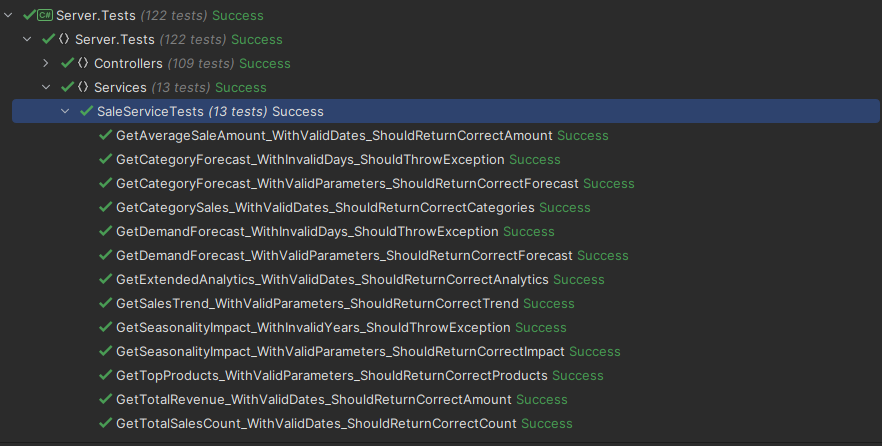 C# Server.Tests (122 tests) Success
Server.Tests (122 tests) Success
Controllers (109 tests) Success
Services (13 tests) Success
SaleServiceTests (13 tests) Success
GetAverageSaleAmount_WithValidDates_ShouldReturnCorrectAmount Success
GetCategoryForecast_WithInvalidDays_ShouldThrowException Success
GetCategoryForecast_WithValidParameters_ShouldReturnCorrectForecast Success
GetCategorySales_WithValidDates_ShouldReturnCorrectCategories Success
GetDemandForecast_WithInvalidDays_ShouldThrowException Success
GetDemandForecast_WithValidParameters_ShouldReturnCorrectForecast Success
GetExtendedAnalytics_WithValidDates_ShouldReturnCorrectAnalytics Success
GetSalesTrend_WithValidParameters_ShouldReturnCorrectTrend Success
GetSeasonalityImpact_WithInvalidYears_ShouldThrowException Success
GetSeasonalityImpact_WithValidParameters_ShouldReturnCorrectImpact Success
GetTopProducts_WithValidParameters_ShouldReturnCorrectProducts Success
GetTotalRevenue_WithValidDates_ShouldReturnCorrectAmount Success
GetTotalSalesCount_WithValidDates_ShouldReturnCorrectCount Success